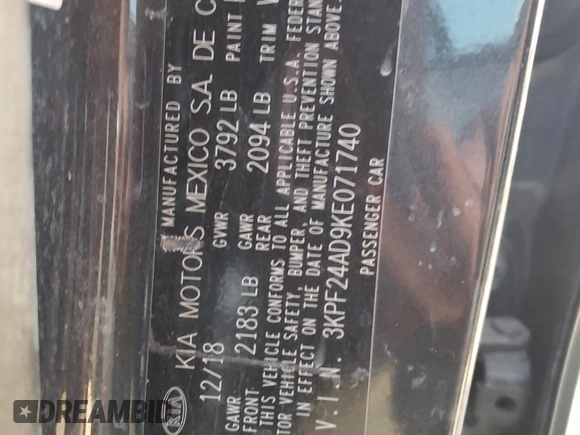 MANUFACTURED BY
KIA KIA MOTORS MEXICO S.A. DE C
12/18 GVWR 3792 LB PAINT
GAWR GAWR
FRONT 2183 LB REAR 2094 LB TRIM
THIS VEHICLE CONFORMS TO ALL APPLICABLE U.S.A. FEDER
TOR VEHICLE SAFETY, BUMPER, AND THEFT PREVENTION STAN
IN EFFECT ON THE DATE OF MANUFACTURE SHOWN ABOVE.
V.I.N. 3KPF24AD9KE071740
PASSENGER CAR
DREAMBID